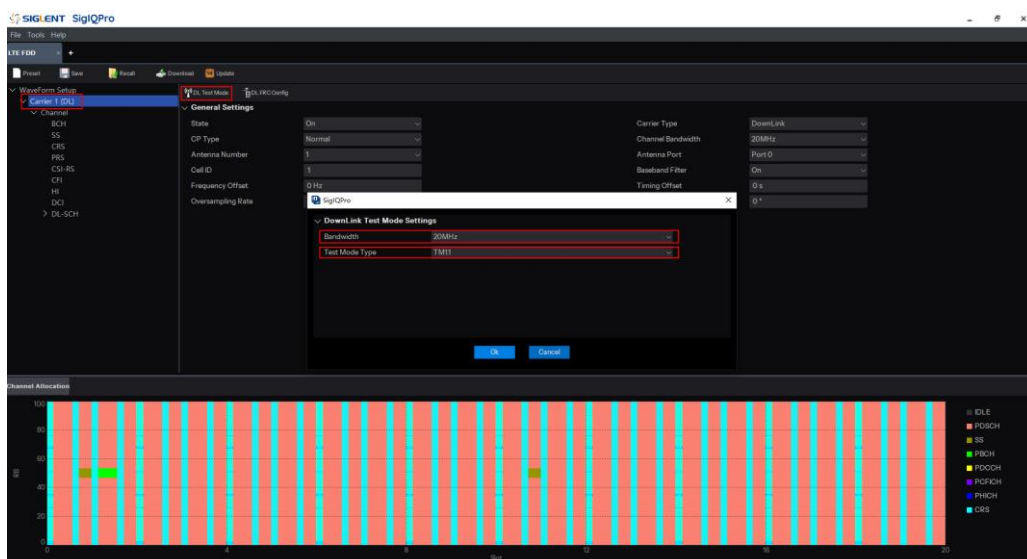 SIGLENT SigIQPro
File Tools Help
LTE FDD × +
Preset Save Recall Download Update
WaveForm Setup
Carrier 1 (DL)
Channel
BCH
SS
CRS
PRS
CSI-RS
CFI
HI
DCI
DL-SCH
DL Test Mode DL FRC Config
General Settings
State On Carrier Type DownLink
CP Type Normal Channel Bandwidth 20MHz
Antenna Number 1 Antenna Port Port 0
Cell ID 1 Baseband Filter On
Frequency Offset 0 Hz Timing Offset 0 s
Oversampling Rate 0°
SigIQPro ×
DownLink Test Mode Settings
Bandwidth 20MHz
Test Mode Type TM1.1
Ok Cancel
Channel Allocation
RB
100
80
60
40
20
0
0 4 8 12 16 20
Slot
IDLE
PDSCH
SS
PBCH
PDCCH
PCFICH
PHICH
CRS